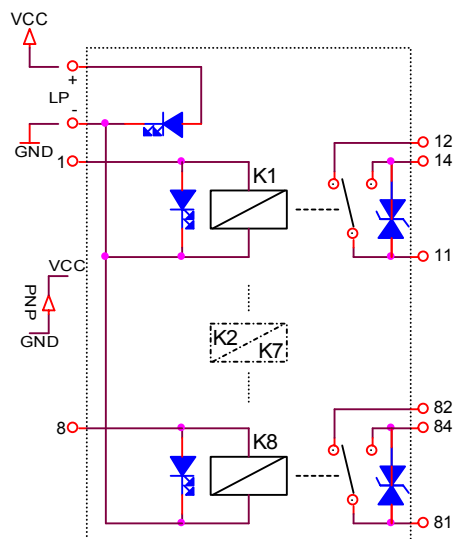 VCC
+
LP
-
GND
1
12
14
K1
11
VCC
PNP
GND
K2
K7
8
82
84
K8
81